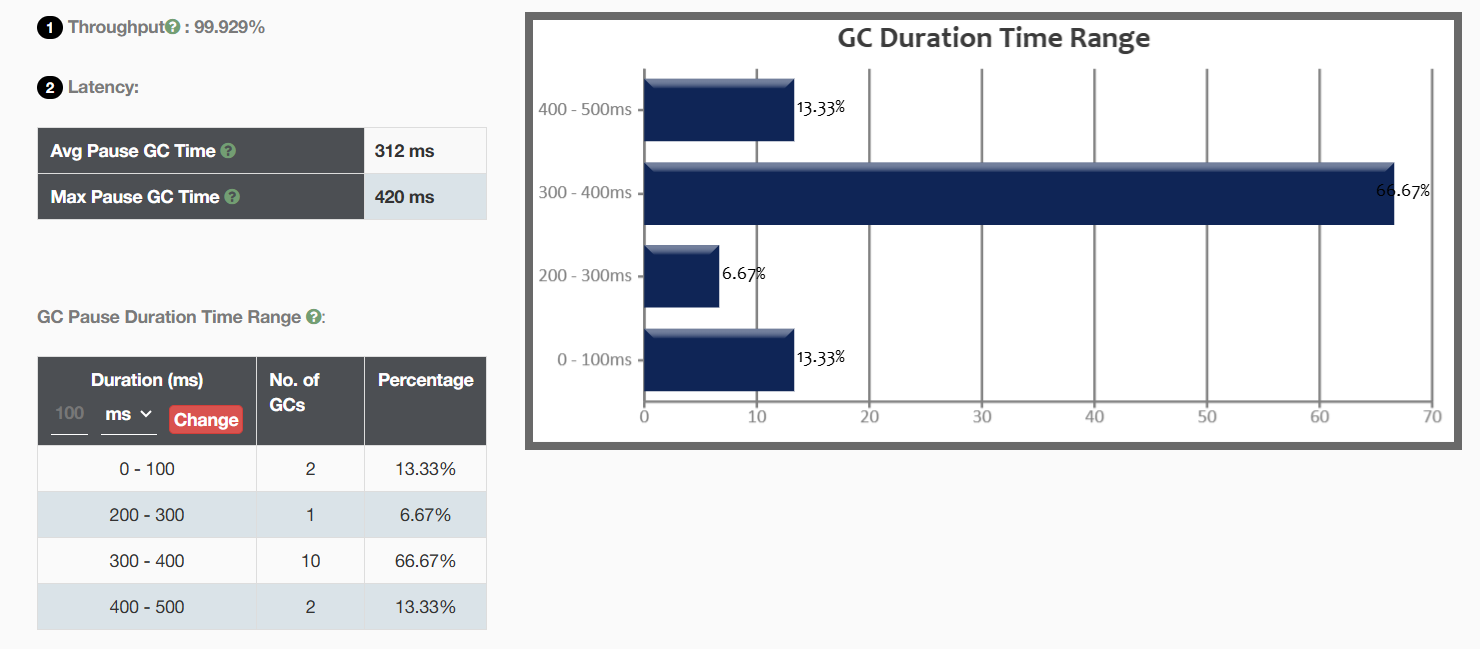 1 Throughput? : 99.929%
2 Latency:
Avg Pause GC Time ? 312 ms
Max Pause GC Time ? 420 ms
GC Pause Duration Time Range ?:
Duration (ms) No. of GCs Percentage
100 ms Change
0 - 100 2 13.33%
200 - 300 1 6.67%
300 - 400 10 66.67%
400 - 500 2 13.33%
GC Duration Time Range
400 - 500ms 13.33%
300 - 400ms 66.67%
200 - 300ms 6.67%
0 - 100ms 13.33%
0 10 20 30 40 50 60 70